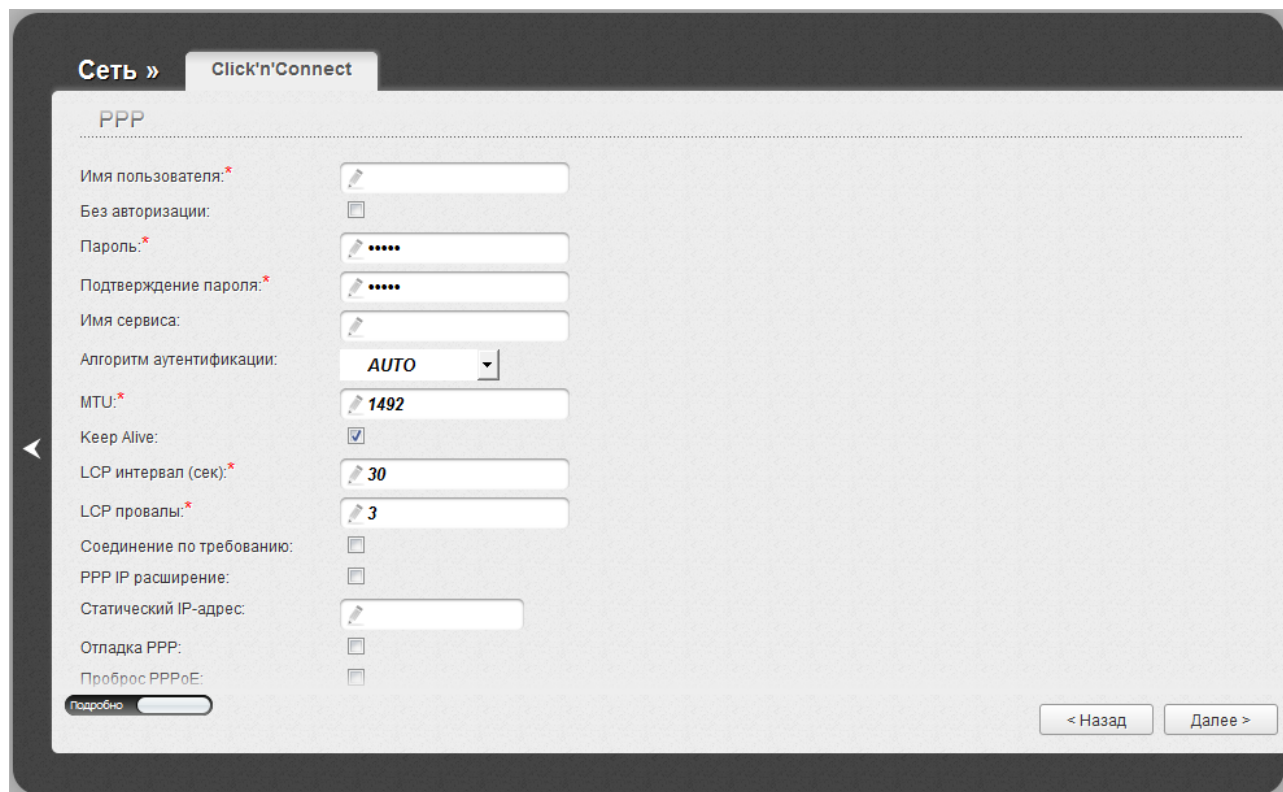 Сеть »
Click'n'Connect
PPP
Имя пользователя:*
Без авторизации:
Пароль:* •••••
Подтверждение пароля:* •••••
Имя сервиса:
Алгоритм аутентификации: AUTO
MTU:* 1492
Keep Alive:
LCP интервал (сек):* 30
LCP провалы:* 3
Соединение по требованию:
PPP IP расширение:
Статический IP-адрес:
Отладка PPP:
Проброс PPPoE:
Подробно
< Назад
Далее >